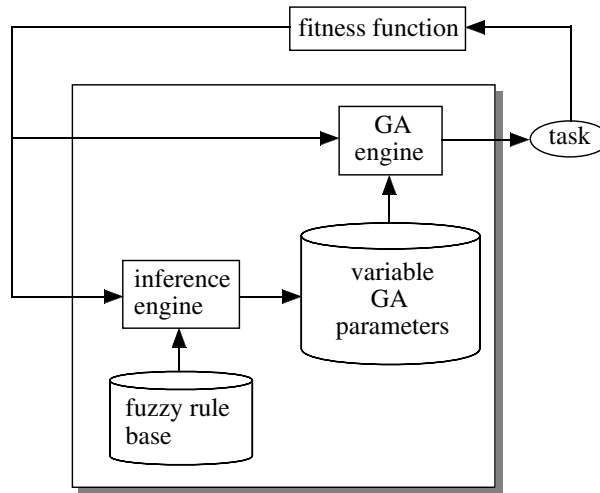 fitness function
GA
engine
task
variable
GA
parameters
inference
engine
fuzzy rule
base